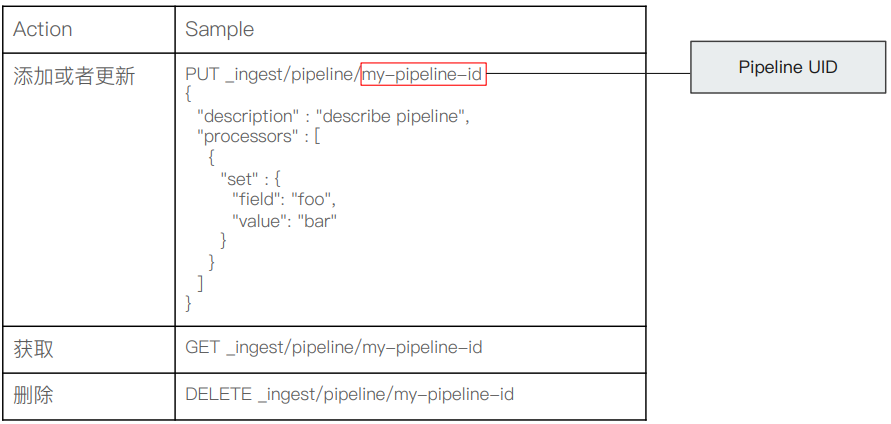 Action Sample
添加或者更新 PUT _ingest/pipeline/my-pipeline-id
Pipeline UID
{
"description" : "describe pipeline",
"processors" : [
{
"set" : {
"field": "foo",
"value": "bar"
}
}
]
}
获取 GET _ingest/pipeline/my-pipeline-id
删除 DELETE _ingest/pipeline/my-pipeline-id